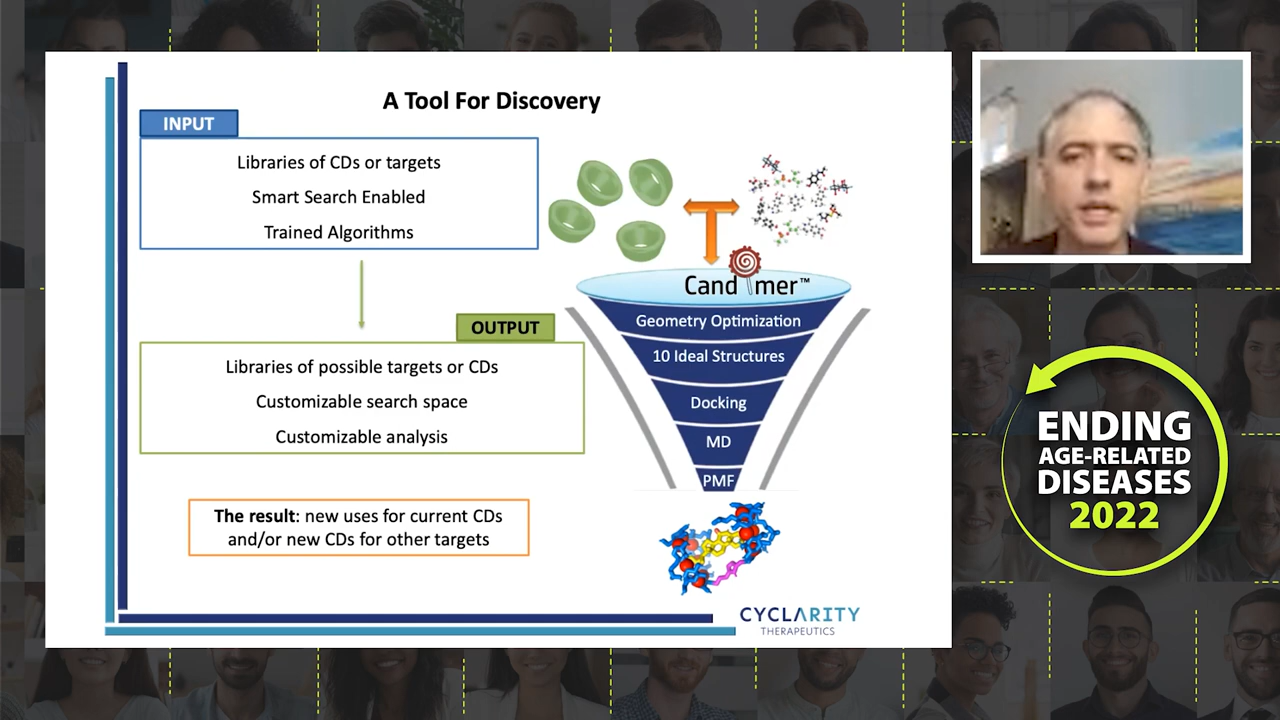 A Tool For Discovery
INPUT
Libraries of CDs or targets
Smart Search Enabled
Trained Algorithms
OUTPUT
Libraries of possible targets or CDs
Customizable search space
Customizable analysis
The result: new uses for current CDs
and/or new CDs for other targets
Cand mer™
Geometry Optimization
10 Ideal Structures
Docking
MD
PMF
CYCLARITY
THERAPEUTICS
ENDING
AGE-RELATED
DISEASES
2022